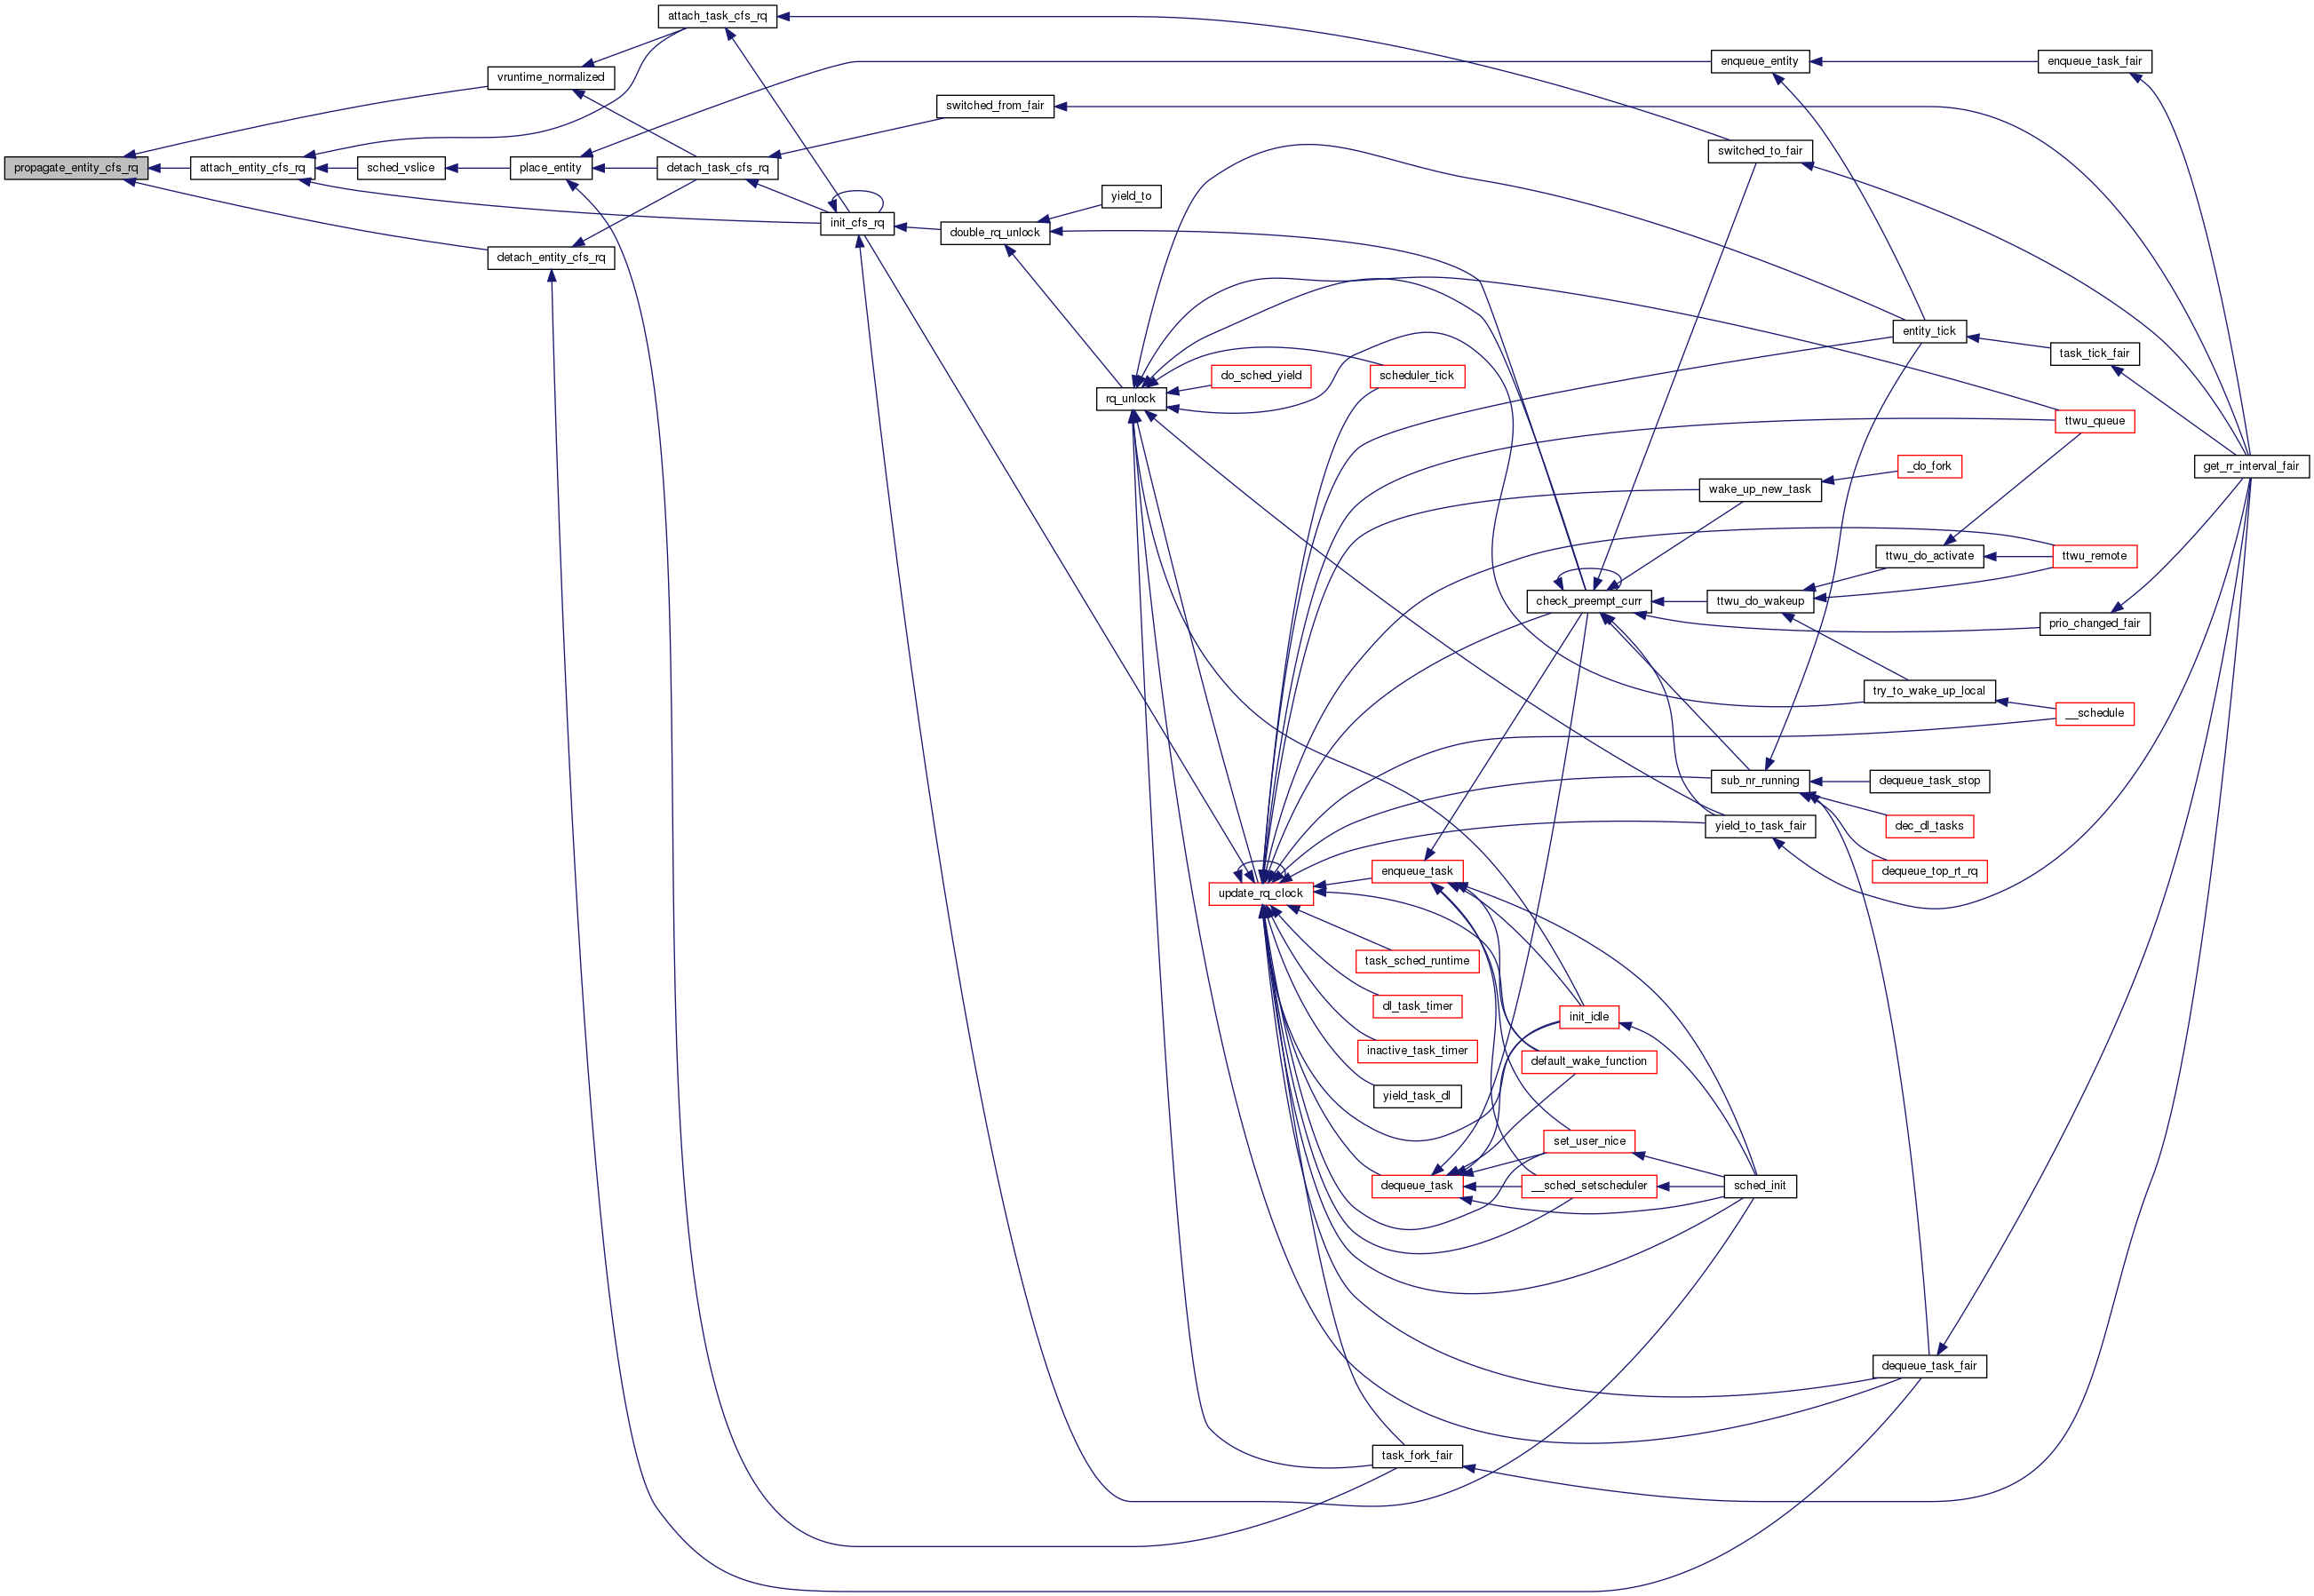 attach_task_cfs_rq
enqueue_entity
enqueue_task_fair
vruntime_normalized
switched_from_fair
switched_to_fair
propagate_entity_cfs_rq
attach_entity_cfs_rq
sched_vslice
place_entity
detach_task_cfs_rq
yield_to
init_cfs_rq
double_rq_unlock
detach_entity_cfs_rq
entity_tick
task_tick_fair
do_sched_yield
scheduler_tick
rq_unlock
ttwu_queue
get_rr_interval_fair
_do_fork
wake_up_new_task
ttwu_do_activate
ttwu_remote
check_preempt_curr
ttwu_do_wakeup
prio_changed_fair
try_to_wake_up_local
__schedule
sub_nr_running
dequeue_task_stop
yield_to_task_fair
dec_dl_tasks
enqueue_task
dequeue_top_rt_rq
update_rq_clock
task_sched_runtime
dl_task_timer
init_idle
inactive_task_timer
default_wake_function
yield_task_dl
set_user_nice
dequeue_task
__sched_setscheduler
sched_init
dequeue_task_fair
task_fork_fair